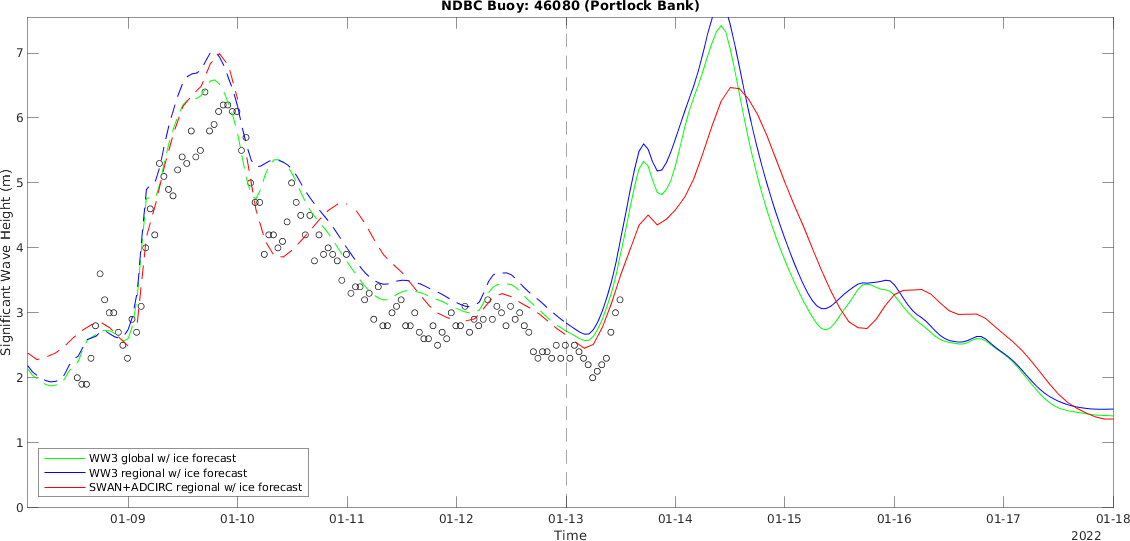 NDBC Buoy: 46080 (Portlock Bank)
Significant Wave Height (m)
7
6
5
4
3
2
1
0
WW3 global w/ ice forecast
WW3 regional w/ ice forecast
SWAN+ADCIRC regional w/ ice forecast
01-09 01-10 01-11 01-12 01-13 01-14 01-15 01-16 01-17 01-18
Time
2022